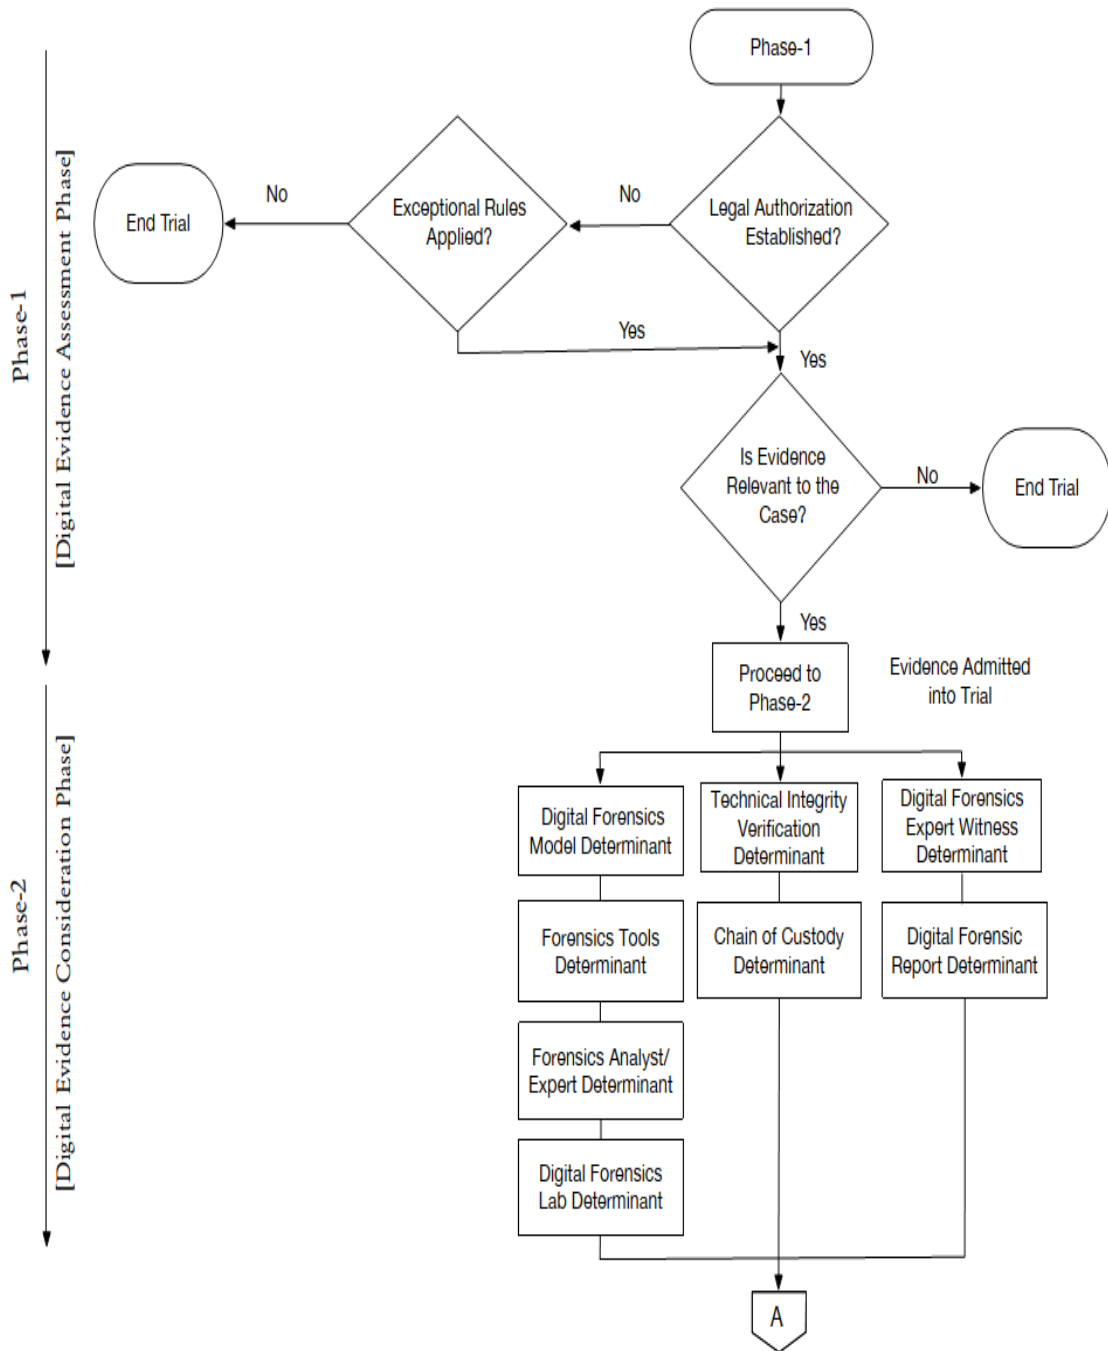 Phase-1
Legal Authorization
Established?
No
Exceptional Rules
Applied?
No
End Trial
Yes
Yes
Is Evidence
Relevant to the
Case?
No
End Trial
Yes
Proceed to
Phase-2
Evidence Admitted
into Trial
Digital Forensics
Model Determinant
Forensics Tools
Determinant
Forensics Analyst/
Expert Determinant
Digital Forensics
Lab Determinant
Technical Integrity
Verification
Determinant
Chain of Custody
Determinant
Digital Forensics
Expert Witness
Determinant
Digital Forensic
Report Determinant
A
Phase-1
[Digital Evidence Assessment Phase]
Phase-2
[Digital Evidence Consideration Phase]